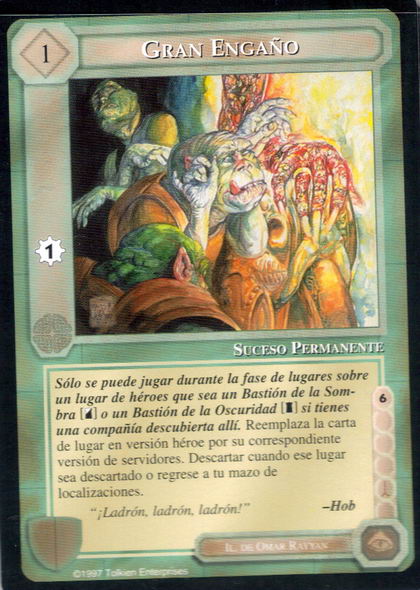 1
GRAN ENGAÑO
1
SUCESO PERMANENTE
Sólo se puede jugar durante la fase de lugares sobre
un lugar de héroes que sea un Bastión de la Som-
bra [ ] o un Bastión de la Oscuridad [ ] si tienes
una compañía descubierta allí. Reemplaza la carta
de lugar en versión héroe por su correspondiente
versión de servidores. Descartar cuando ese lugar
sea descartado o regrese a tu mazo de
localizaciones.
6
“¡Ladrón, ladrón, ladrón!” –Hob
IL. DE OMAR RAYYAN
©1997 Tolkien Enterprises